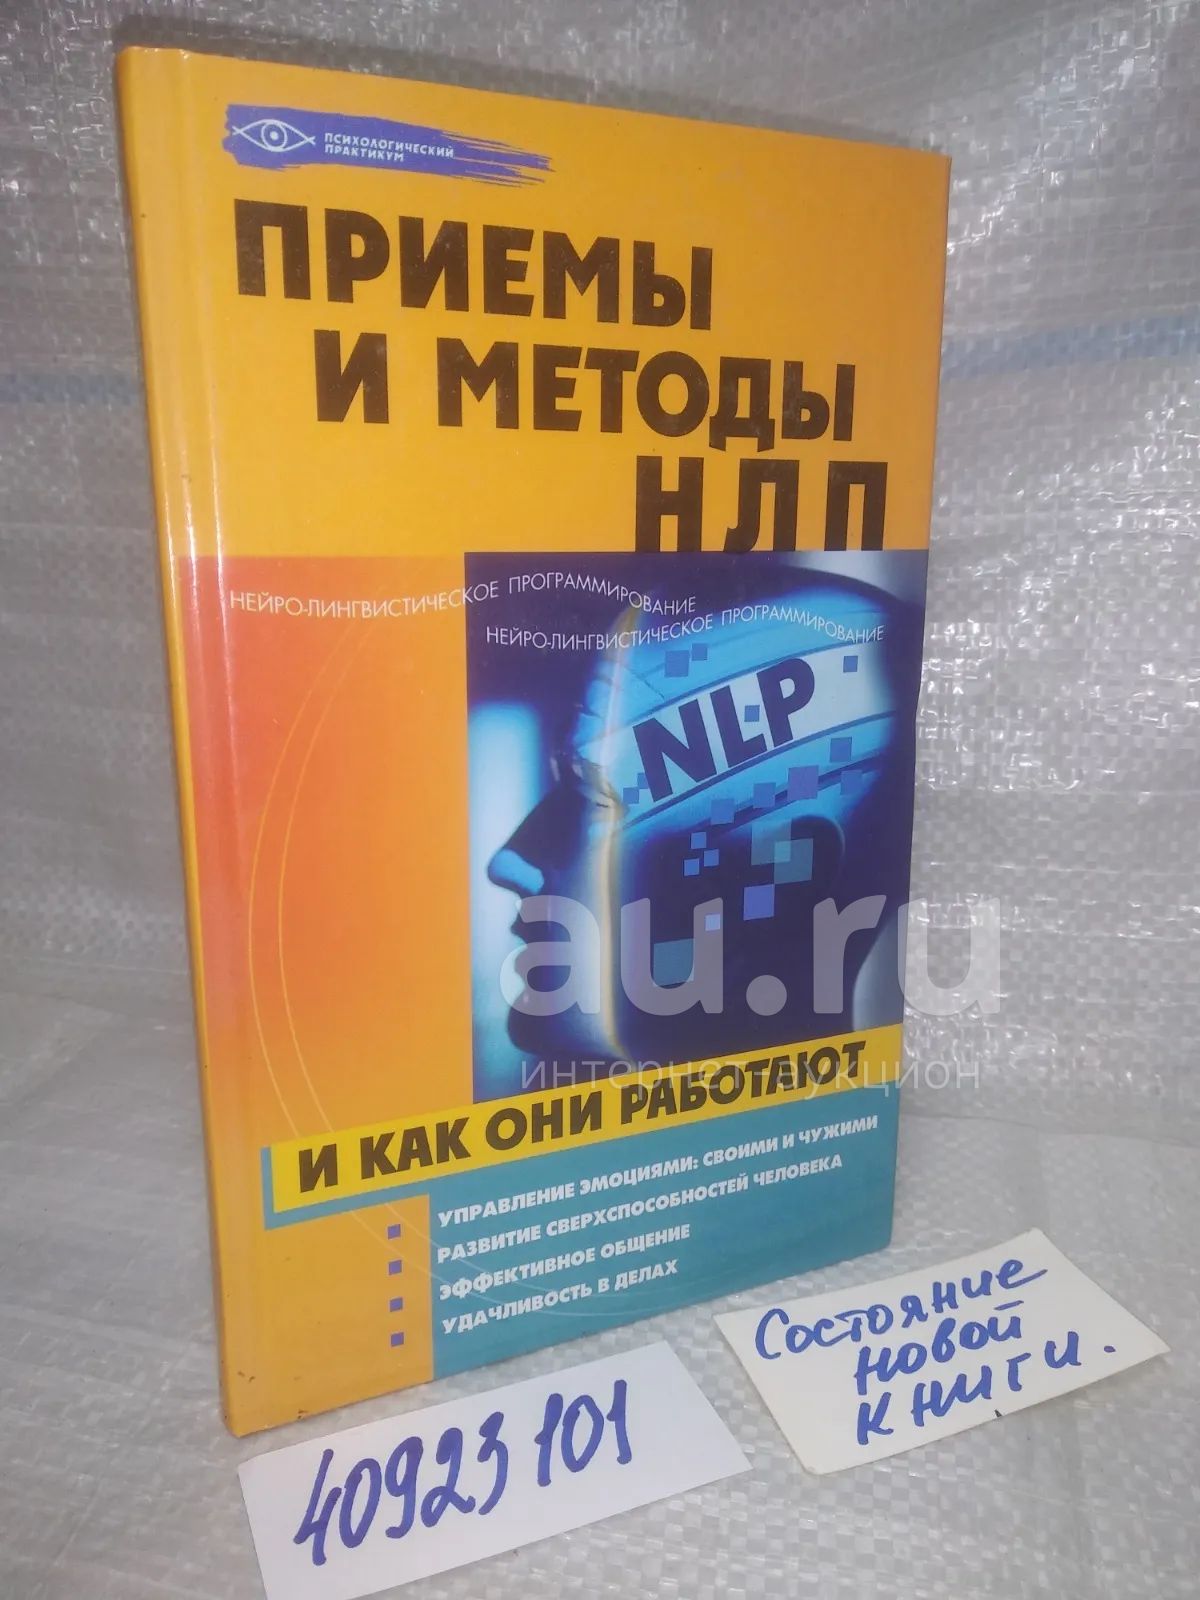 ПСИХОЛОГИЧЕСКИЙ
ПРАКТИКУМ
ПРИЕМЫ
И МЕТОДЫ
НЛП
НЕЙРО-ЛИНГВИСТИЧЕСКОЕ ПРОГРАММИРОВАНИЕ
НЕЙРО-ЛИНГВИСТИЧЕСКОЕ ПРОГРАММИРОВАНИЕ
NLP
au.ru
интернет-аукцион
И КАК ОНИ РАБОТАЮТ
УПРАВЛЕНИЕ ЭМОЦИЯМИ: СВОИМИ И ЧУЖИМИ
РАЗВИТИЕ СВЕРХСПОСОБНОСТЕЙ ЧЕЛОВЕКА
ЭФФЕКТИВНОЕ ОБЩЕНИЕ
УДАЧЛИВОСТЬ В ДЕЛАХ
Состояние
новой
книги.
40923101